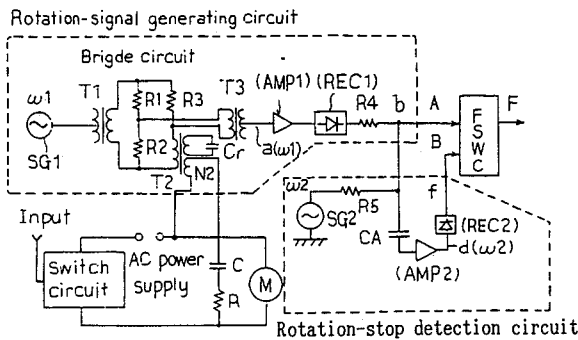 Rotation-signal generating circuit
Brigde circuit
ω1
SG1
T1
R1
R3
R2
T2
N2
Cr
T3
(AMP1)
(REC1)
a(ω1)
R4
b
A
B
FSWC
F
ω2
SG2
R5
CA
(AMP2)
(REC2)
f
d(ω2)
Input
Switch circuit
AC power supply
C
R
M
Rotation-stop detection circuit